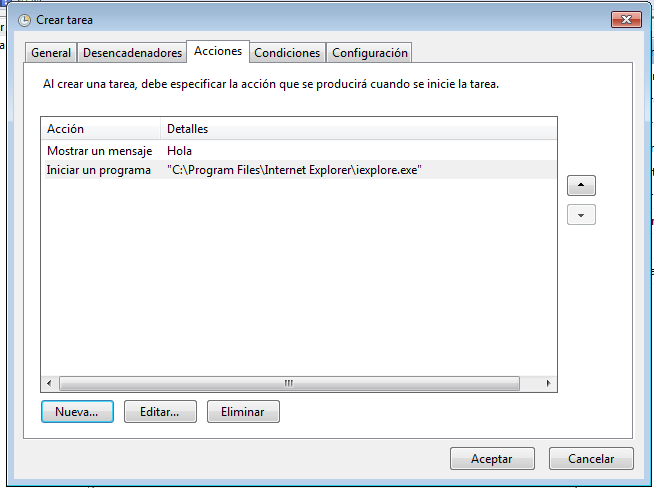 Crear tarea
General Desencadenadores Acciones Condiciones Configuración
Al crear una tarea, debe especificar la acción que se producirá cuando se inicie la tarea.
Acción Detalles
Mostrar un mensaje Hola
Iniciar un programa "C:\Program Files\Internet Explorer\iexplore.exe"
Nueva... Editar... Eliminar
Aceptar Cancelar